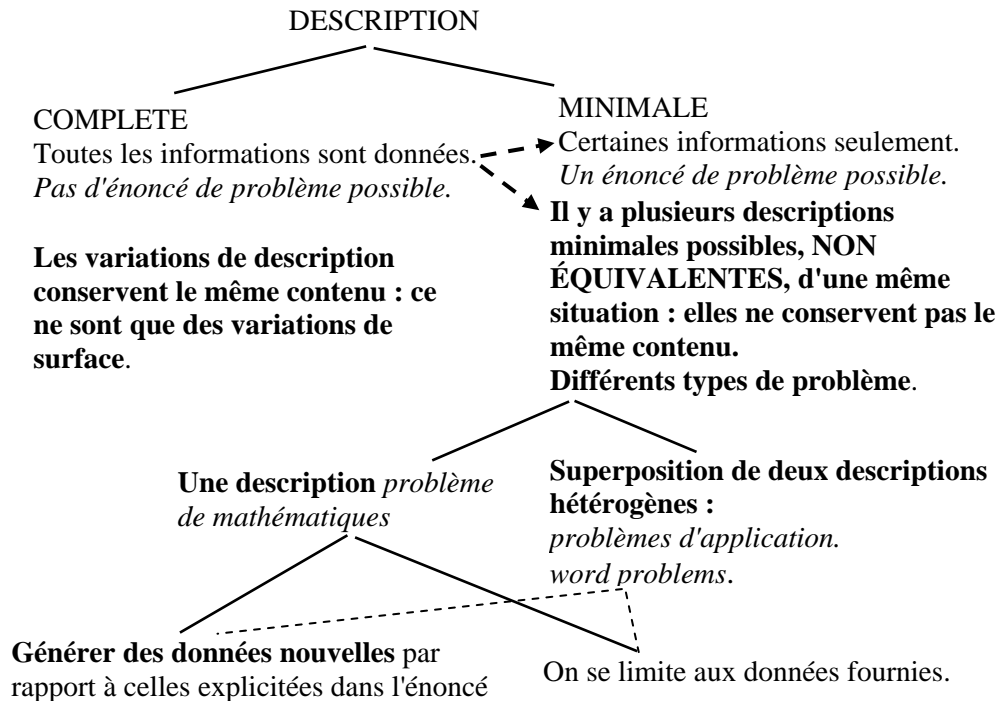 DESCRIPTION
COMPLETE
Toutes les informations sont données.
Pas d'énoncé de problème possible.
Les variations de description
conservent le même contenu : ce
ne sont que des variations de
surface.
MINIMALE
Certaines informations seulement.
Un énoncé de problème possible.
Il y a plusieurs descriptions
minimales possibles, NON
ÉQUIVALENTES, d'une même
situation : elles ne conservent pas le
même contenu.
Différents types de problème.
Une description problème
de mathématiques
Superposition de deux descriptions
hétérogènes :
problèmes d'application.
word problems.
Générer des données nouvelles par
rapport à celles explicitées dans l'énoncé
On se limite aux données fournies.